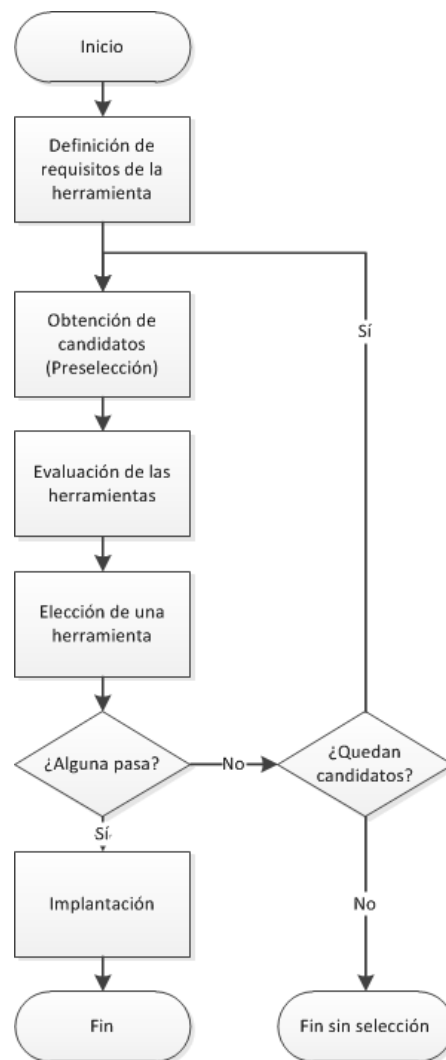 Inicio
Definición de
requisitos de la
herramienta
Obtención de
candidatos
(Preselección)
Sí
Evaluación de las
herramientas
Elección de una
herramienta
¿Alguna pasa?
No
¿Quedan
candidatos?
Sí
Implantación
No
Fin
Fin sin selección